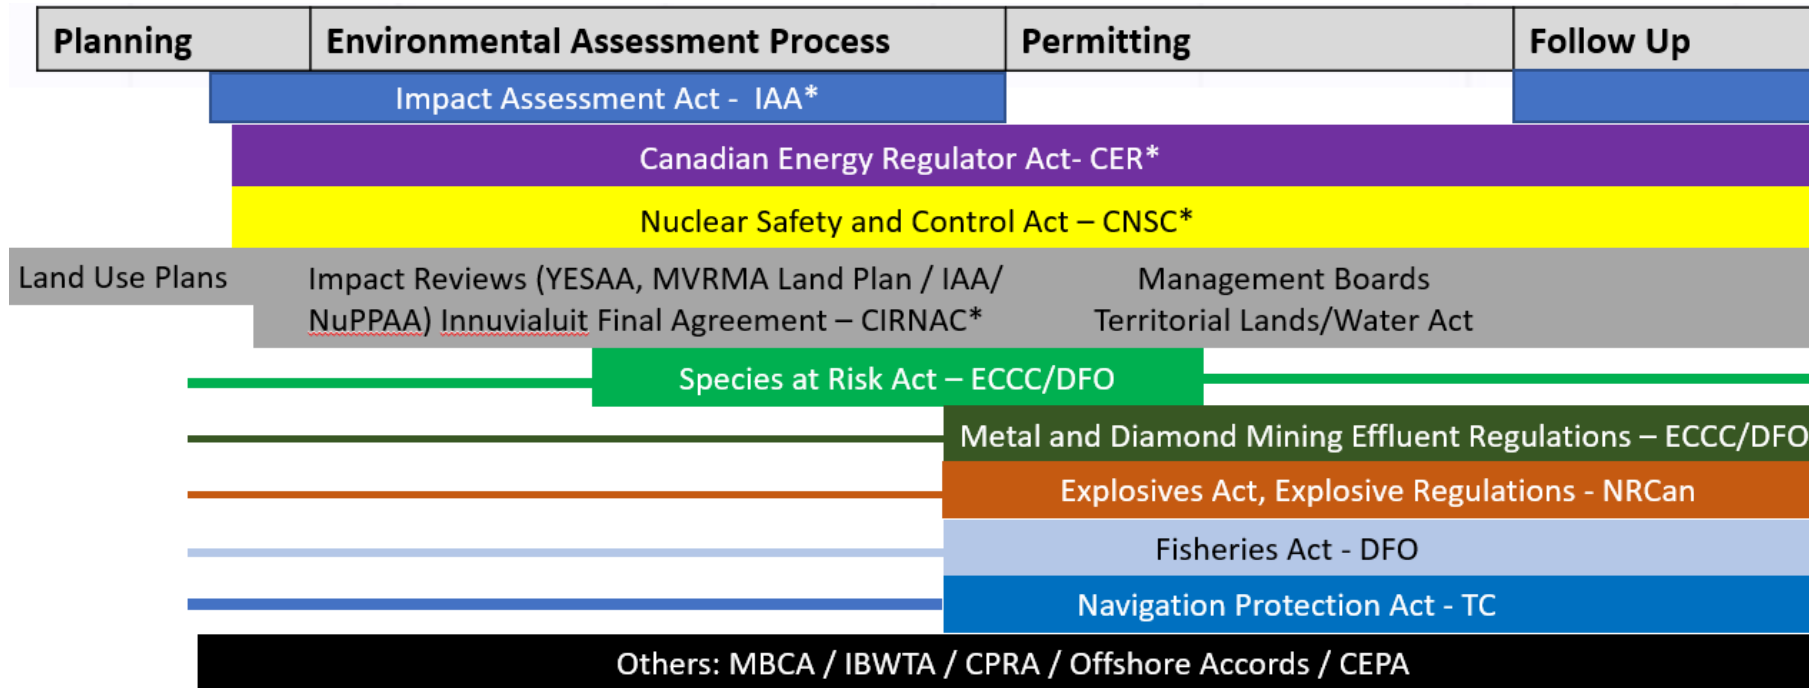 Planning
Environmental Assessment Process
Permitting
Follow Up
Impact Assessment Act - IAA*
Canadian Energy Regulator Act- CER*
Nuclear Safety and Control Act – CNSC*
Land Use Plans
Impact Reviews (YESAA, MVRMA Land Plan / IAA/
NuPPAA) Innuvialuit Final Agreement – CIRNAC*
Management Boards
Territorial Lands/Water Act
Species at Risk Act – ECCC/DFO
Metal and Diamond Mining Effluent Regulations – ECCC/DFO
Explosives Act, Explosive Regulations - NRCan
Fisheries Act - DFO
Navigation Protection Act - TC
Others: MBCA / IBWTA / CPRA / Offshore Accords / CEPA